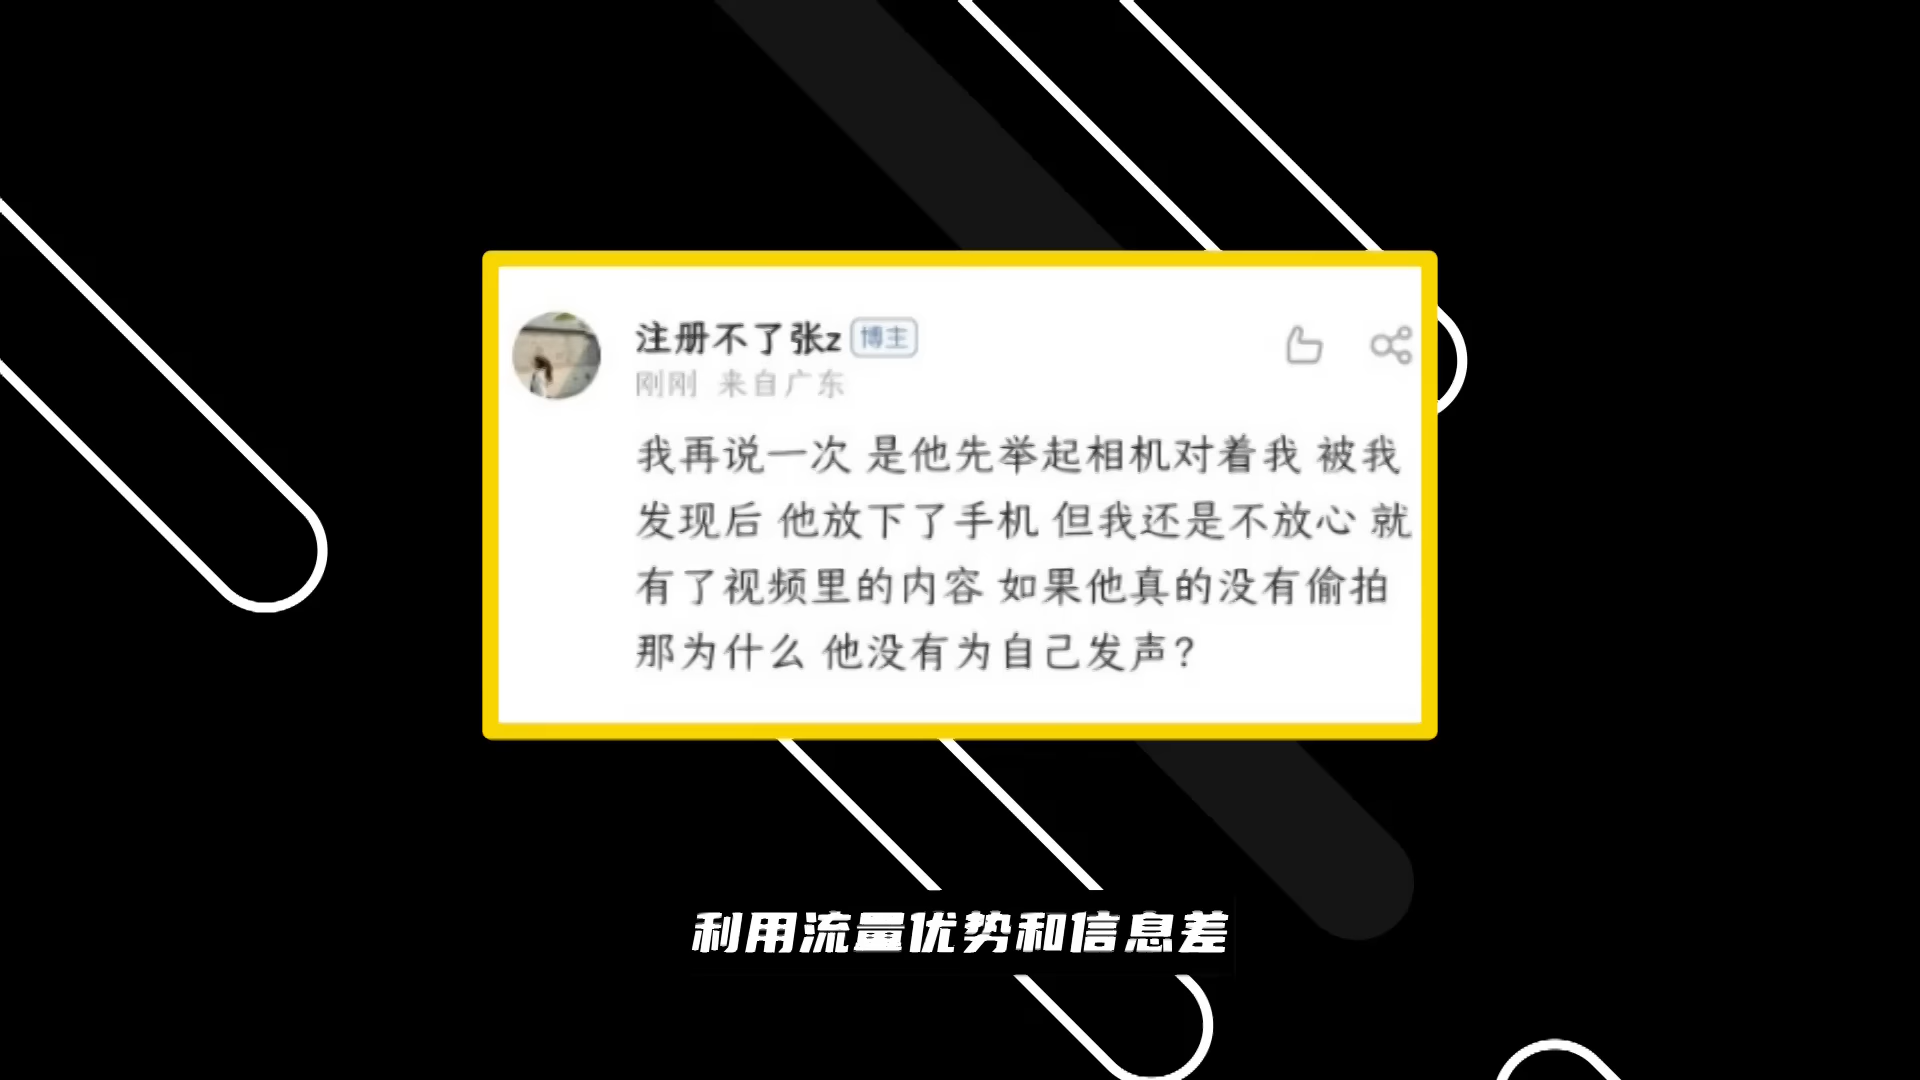 注册不了张z 博主
刚刚 来自广东
我再说一次 是他先举起相机对着我 被我
发现后 他放下了手机 但我还是不放心 就
有了视频里的内容 如果他真的没有偷拍
那为什么 他没有为自己发声？
利用流量优势和信息差